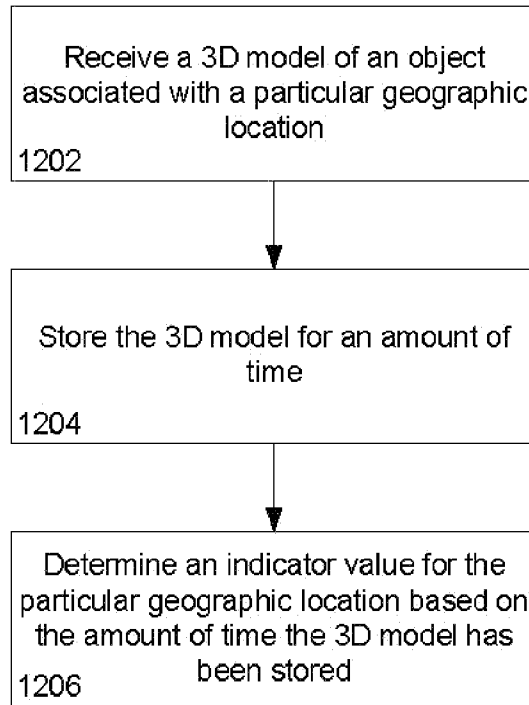 Receive a 3D model of an object
associated with a particular geographic
location
1202
Store the 3D model for an amount of
time
1204
Determine an indicator value for the
particular geographic location based on
the amount of time the 3D model has
been stored
1206